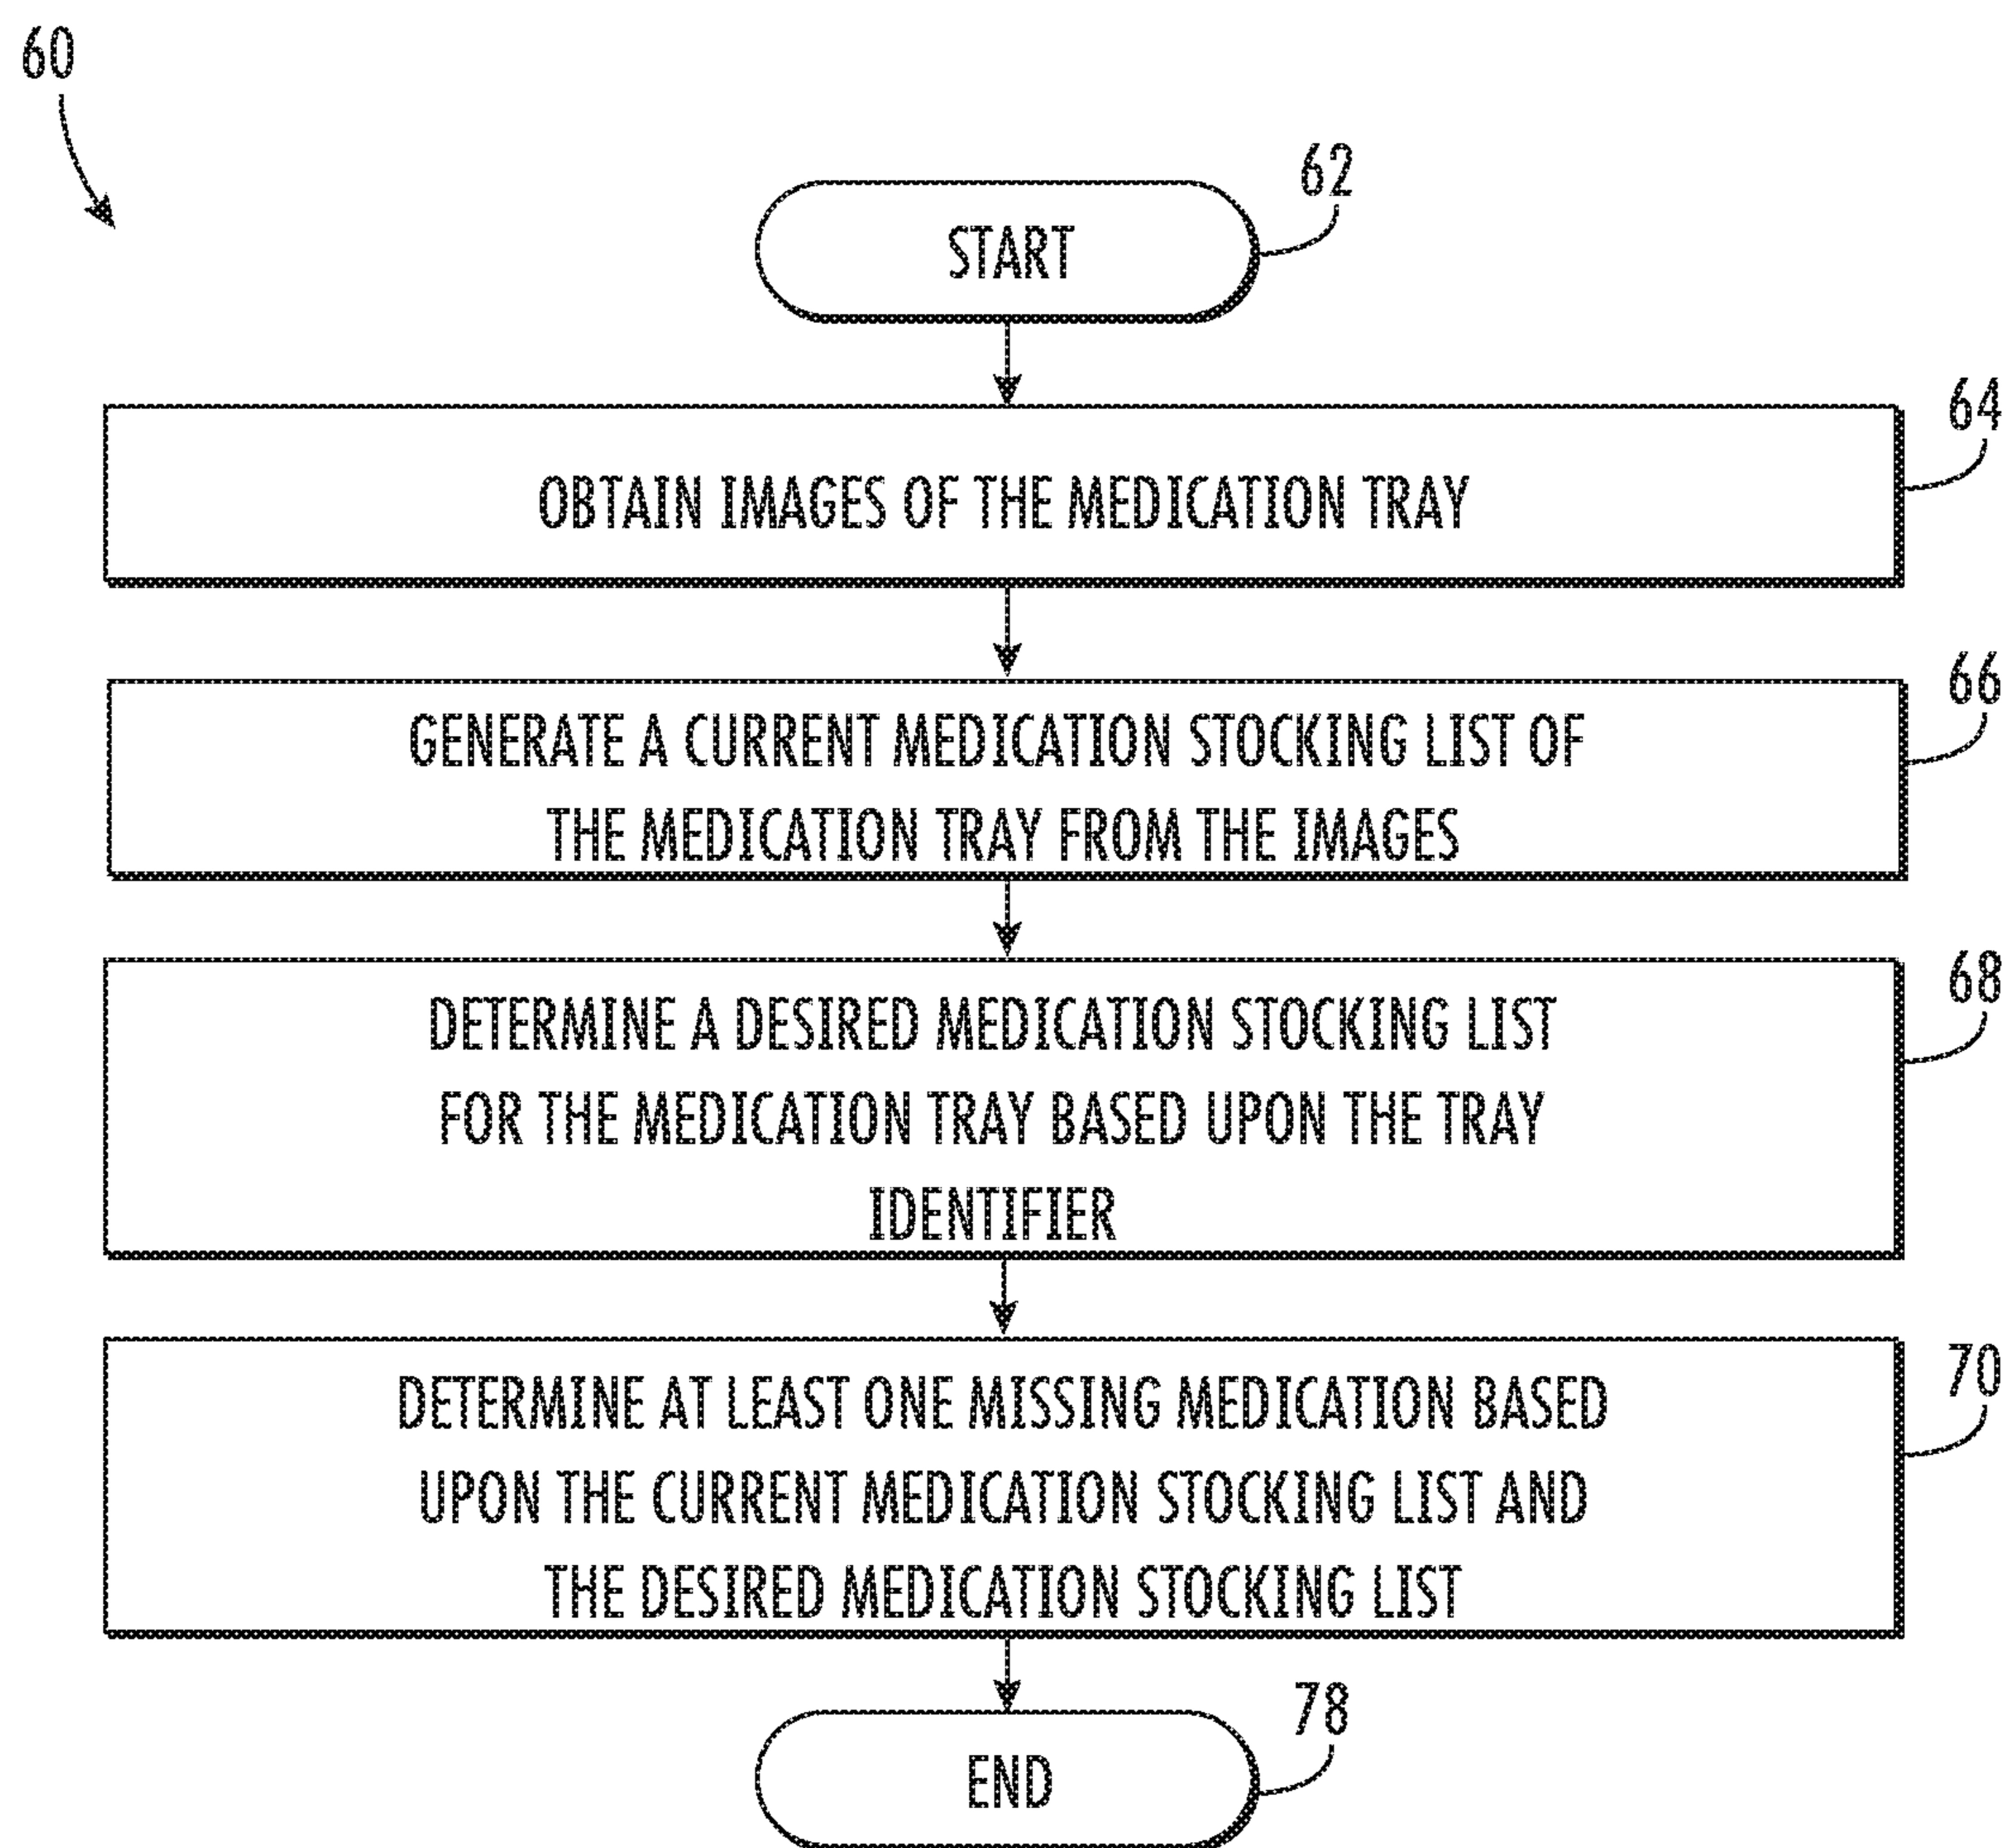 60
62
START
64
OBTAIN IMAGES OF THE MEDICATION TRAY
66
GENERATE A CURRENT MEDICATION STOCKING LIST OF
THE MEDICATION TRAY FROM THE IMAGES
68
DETERMINE A DESIRED MEDICATION STOCKING LIST
FOR THE MEDICATION TRAY BASED UPON THE TRAY
IDENTIFIER
70
DETERMINE AT LEAST ONE MISSING MEDICATION BASED
UPON THE CURRENT MEDICATION STOCKING LIST AND
THE DESIRED MEDICATION STOCKING LIST
78
END